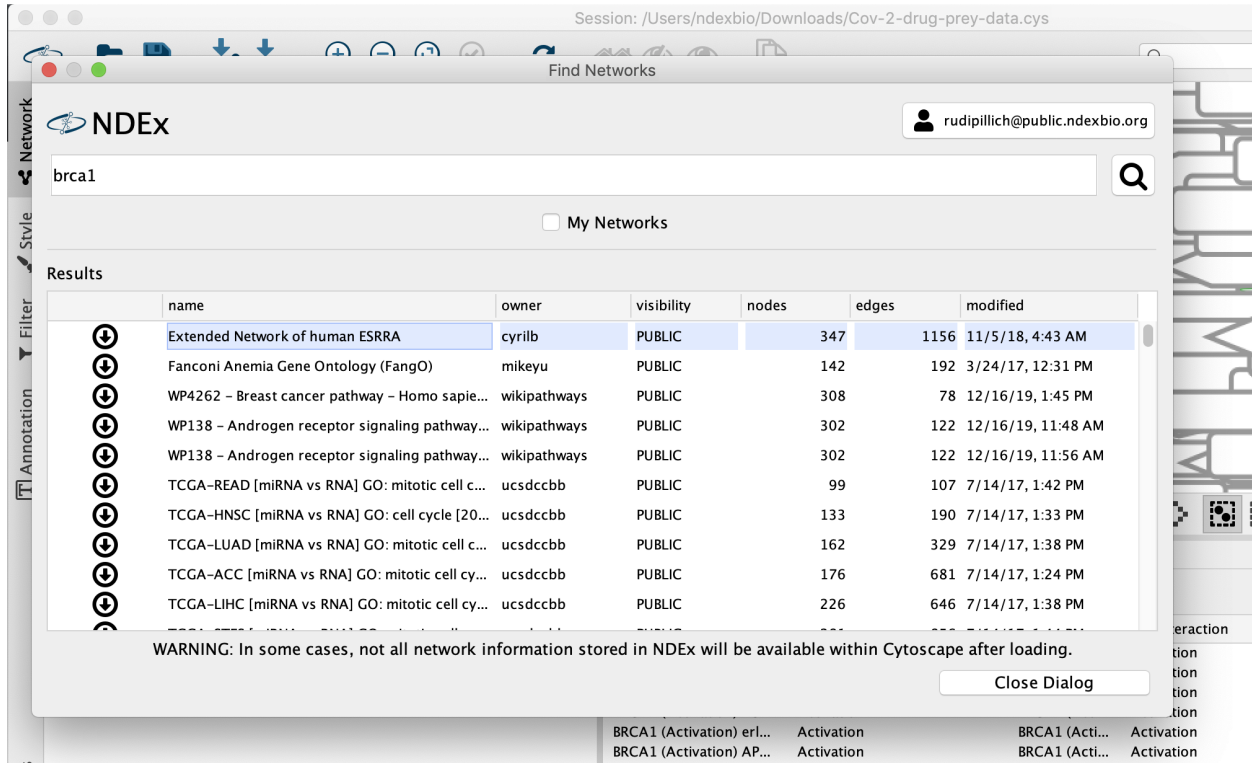 Session: /Users/ndexbio/Downloads/Cov-2-drug-prey-data.cys
Find Networks
NDEx
rudipillich@public.ndexbio.org
brca1
My Networks
Results
name owner visibility nodes edges modified
Extended Network of human ESRRA cyrilb PUBLIC 347 1156 11/5/18, 4:43 AM
Fanconi Anemia Gene Ontology (FangO) mikeyu PUBLIC 142 192 3/24/17, 12:31 PM
WP4262 – Breast cancer pathway – Homo sapie... wikipathways PUBLIC 308 78 12/16/19, 1:45 PM
WP138 – Androgen receptor signaling pathway... wikipathways PUBLIC 302 122 12/16/19, 11:48 AM
WP138 – Androgen receptor signaling pathway... wikipathways PUBLIC 302 122 12/16/19, 11:56 AM
TCGA-READ [miRNA vs RNA] GO: mitotic cell c... ucsdccbb PUBLIC 99 107 7/14/17, 1:42 PM
TCGA-HNSC [miRNA vs RNA] GO: cell cycle [20... ucsdccbb PUBLIC 133 190 7/14/17, 1:33 PM
TCGA-LUAD [miRNA vs RNA] GO: mitotic cell c... ucsdccbb PUBLIC 162 329 7/14/17, 1:38 PM
TCGA-ACC [miRNA vs RNA] GO: mitotic cell cy... ucsdccbb PUBLIC 176 681 7/14/17, 1:24 PM
TCGA-LIHC [miRNA vs RNA] GO: mitotic cell cy... ucsdccbb PUBLIC 226 646 7/14/17, 1:38 PM
WARNING: In some cases, not all network information stored in NDEx will be available within Cytoscape after loading.
Close Dialog
Network
Style
Filter
Annotation
eraction
tion
tion
tion
tion
BRCA1 (Activation) erl... Activation BRCA1 (Acti... Activation
BRCA1 (Activation) AP... Activation BRCA1 (Acti... Activation